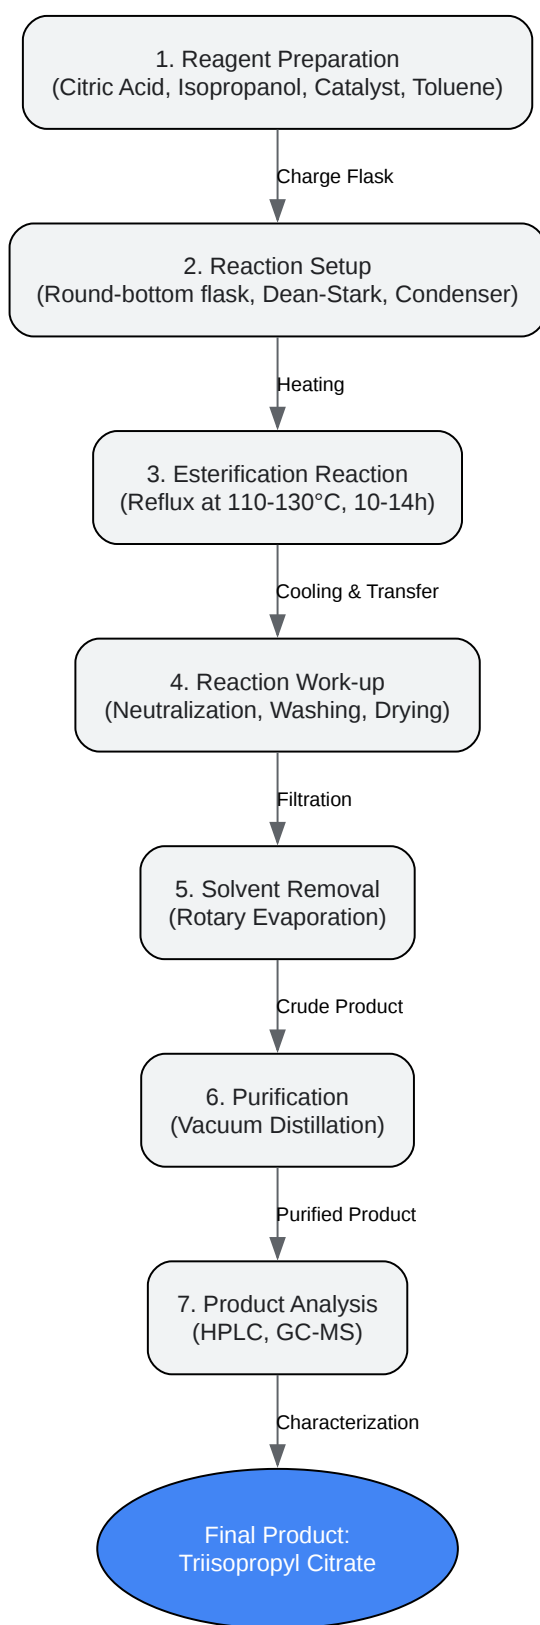 1. Reagent Preparation
(Citric Acid, Isopropanol, Catalyst, Toluene)
Charge Flask
2. Reaction Setup
(Round-bottom flask, Dean-Stark, Condenser)
Heating
3. Esterification Reaction
(Reflux at 110-130°C, 10-14h)
Cooling & Transfer
4. Reaction Work-up
(Neutralization, Washing, Drying)
Filtration
5. Solvent Removal
(Rotary Evaporation)
Crude Product
6. Purification
(Vacuum Distillation)
Purified Product
7. Product Analysis
(HPLC, GC-MS)
Characterization
Final Product:
Triisopropyl Citrate